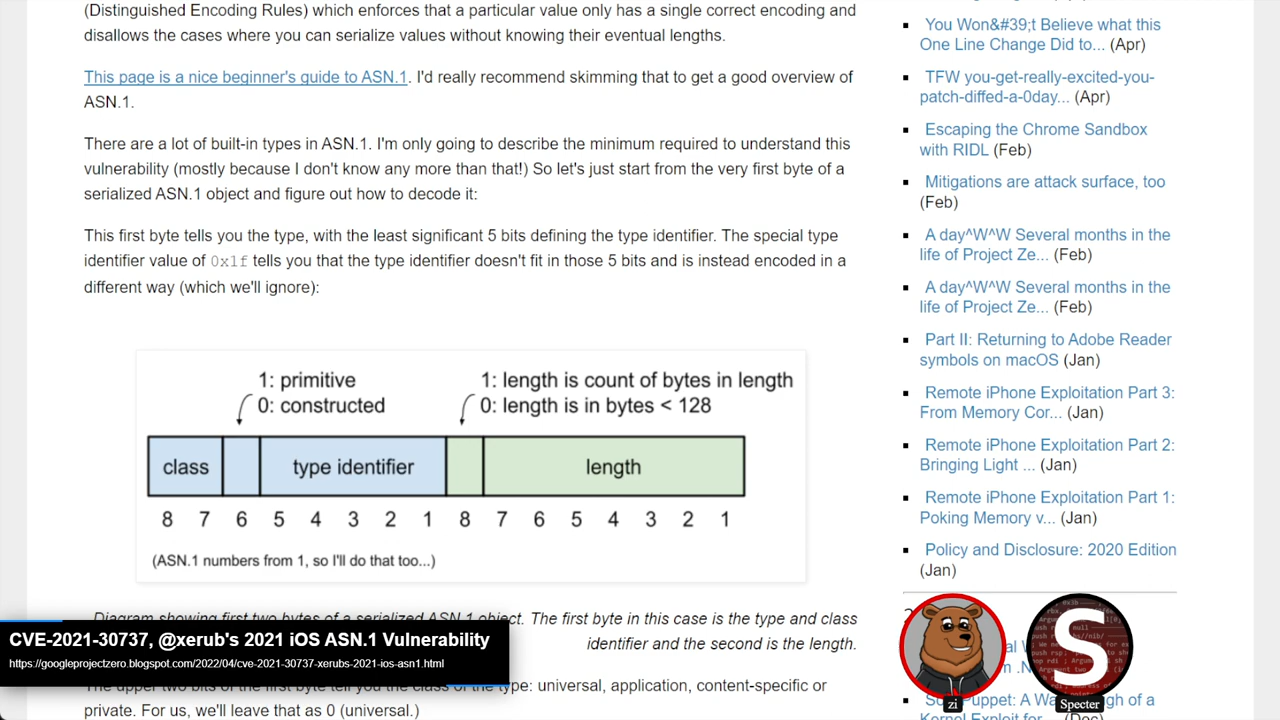 (Distinguished Encoding Rules) which enforces that a particular value only has a single correct encoding and
disallows the cases where you can serialize values without knowing their eventual lengths.
This page is a nice beginner's guide to ASN.1. I'd really recommend skimming that to get a good overview of
ASN.1.
There are a lot of built-in types in ASN.1. I'm only going to describe the minimum required to understand this
vulnerability (mostly because I don't know any more than that!) So let's just start from the very first byte of a
serialized ASN.1 object and figure out how to decode it:
This first byte tells you the type, with the least significant 5 bits defining the type identifier. The special type
identifier value of 0x1f tells you that the type identifier doesn't fit in those 5 bits and is instead encoded in a
different way (which we'll ignore):
1: primitive
0: constructed
1: length is count of bytes in length
0: length is in bytes < 128
class
type identifier
length
8 7 6 5 4 3 2 1 8 7 6 5 4 3 2 1
(ASN.1 numbers from 1, so I'll do that too...)
Diagram showing first two bytes of a serialized ASN.1 object. The first byte in this case is the type and class
identifier and the second is the length.
The upper two bits of the first byte tell you the class of the type: universal, application, content-specific or
private. For us, we'll leave that as 0 (universal.)
CVE-2021-30737, @xerub's 2021 iOS ASN.1 Vulnerability
https://googleprojectzero.blogspot.com/2022/04/cve-2021-30737-xerubs-2021-ios-asn1.html
You Won&#39;t Believe what this
One Line Change Did to... (Apr)
TFW you-get-really-excited-you-
patch-diffed-a-0day... (Apr)
Escaping the Chrome Sandbox
with RIDL (Feb)
Mitigations are attack surface, too
(Feb)
A day^W^W Several months in the
life of Project Ze... (Feb)
A day^W^W Several months in the
life of Project Ze... (Feb)
Part II: Returning to Adobe Reader
symbols on macOS (Jan)
Remote iPhone Exploitation Part 3:
From Memory Cor... (Jan)
Remote iPhone Exploitation Part 2:
Bringing Light ... (Jan)
Remote iPhone Exploitation Part 1:
Poking Memory v... (Jan)
Policy and Disclosure: 2020 Edition
(Jan)
S
zi
Specter